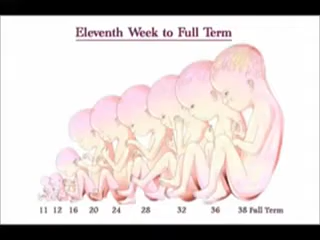 Eleventh Week to Full Term
11 12 16 20 24 28 32 36 38 Full Term